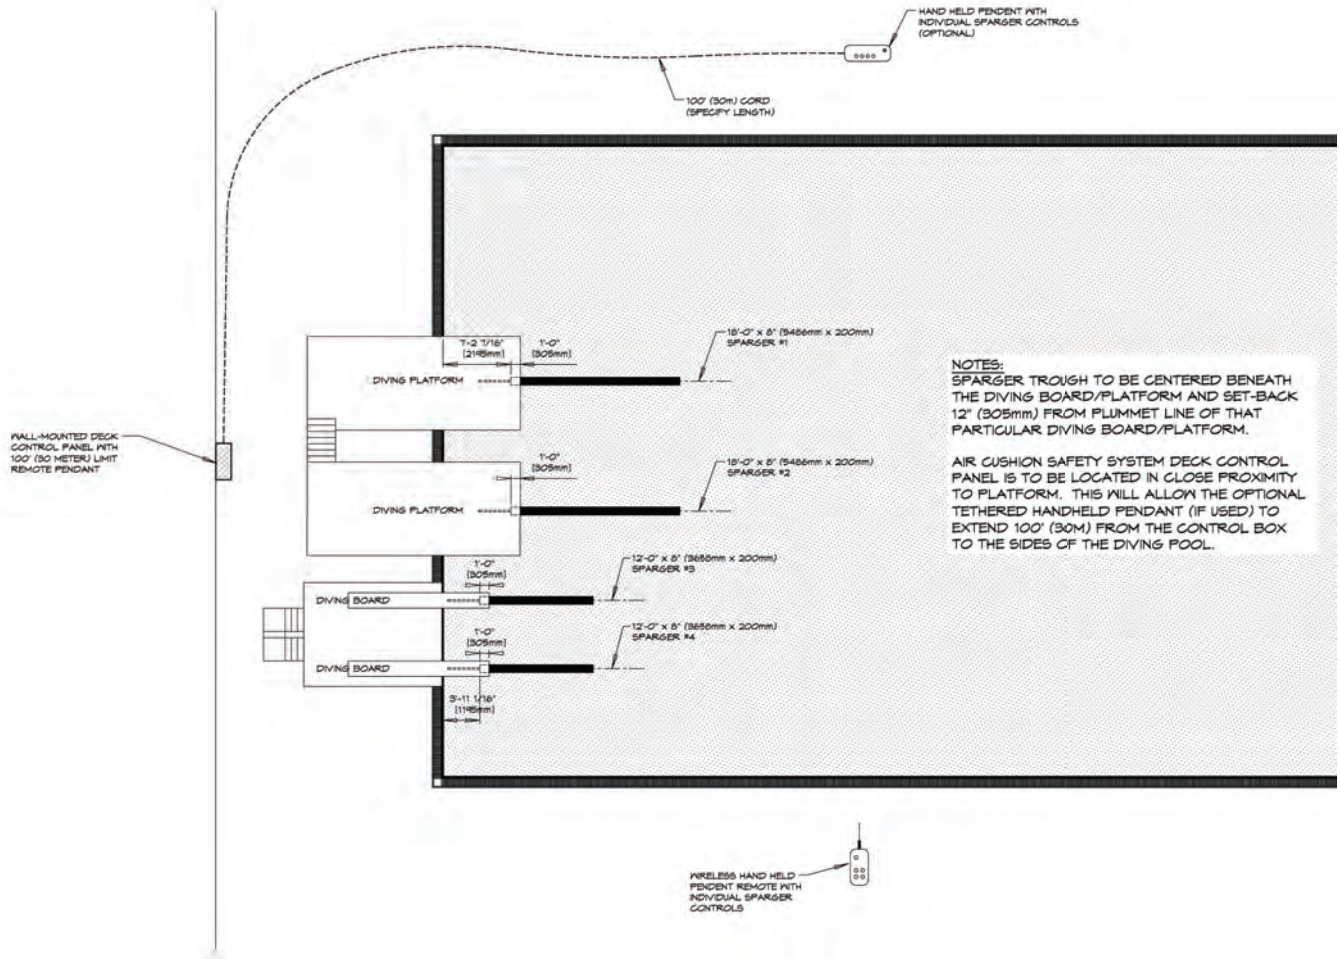 HAND HELD PENDENT WITH
INDIVIDUAL SPARGER CONTROLS
(OPTIONAL)
100' (30m) CORD
(SPECIFY LENGTH)
18'-0" x 8" (5486mm x 200mm)
SPARGER #1
7'-2 7/16"
[2195mm]
1'-0"
[305mm]
DIVING PLATFORM
NOTES:
SPARGER TROUGH TO BE CENTERED BENEATH
THE DIVING BOARD/PLATFORM AND SET-BACK
12" (305mm) FROM PLUMMET LINE OF THAT
PARTICULAR DIVING BOARD/PLATFORM.
AIR CUSHION SAFETY SYSTEM DECK CONTROL
PANEL IS TO BE LOCATED IN CLOSE PROXIMITY
TO PLATFORM. THIS WILL ALLOW THE OPTIONAL
TETHERED HANDHELD PENDANT (IF USED) TO
EXTEND 100' (30M) FROM THE CONTROL BOX
TO THE SIDES OF THE DIVING POOL.
WALL-MOUNTED DECK
CONTROL PANEL WITH
100' (30 METER) LIMIT
REMOTE PENDANT
1'-0"
[305mm]
18'-0" x 8" (5486mm x 200mm)
SPARGER #2
DIVING PLATFORM
12'-0" x 8" (3658mm x 200mm)
SPARGER #3
1'-0"
[305mm]
DIVING BOARD
12'-0" x 8" (3658mm x 200mm)
SPARGER #4
1'-0"
[305mm]
DIVING BOARD
3'-11 1/16"
[1195mm]
WIRELESS HAND HELD
PENDENT REMOTE WITH
INDIVIDUAL SPARGER
CONTROLS